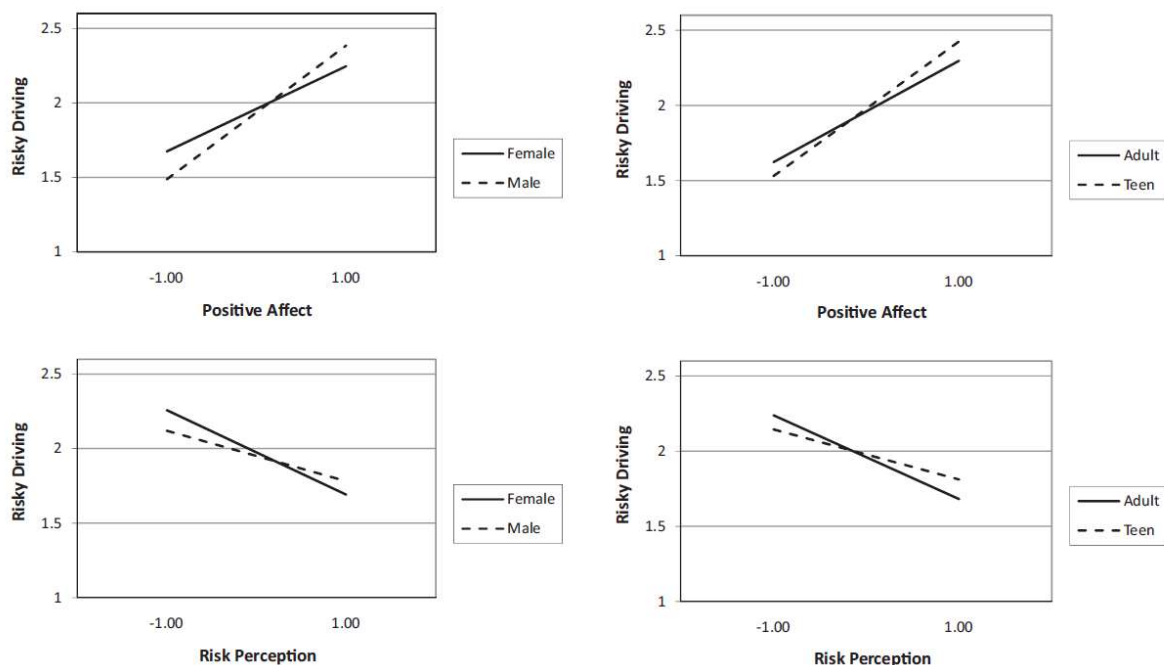 2.5
2
1.5
1
Risky Driving
-1.00 1.00
Positive Affect
Female
Male
2.5
2
1.5
1
Risky Driving
-1.00 1.00
Positive Affect
Adult
Teen
2.5
2
1.5
1
Risky Driving
-1.00 1.00
Risk Perception
Female
Male
2.5
2
1.5
1
Risky Driving
-1.00 1.00
Risk Perception
Adult
Teen